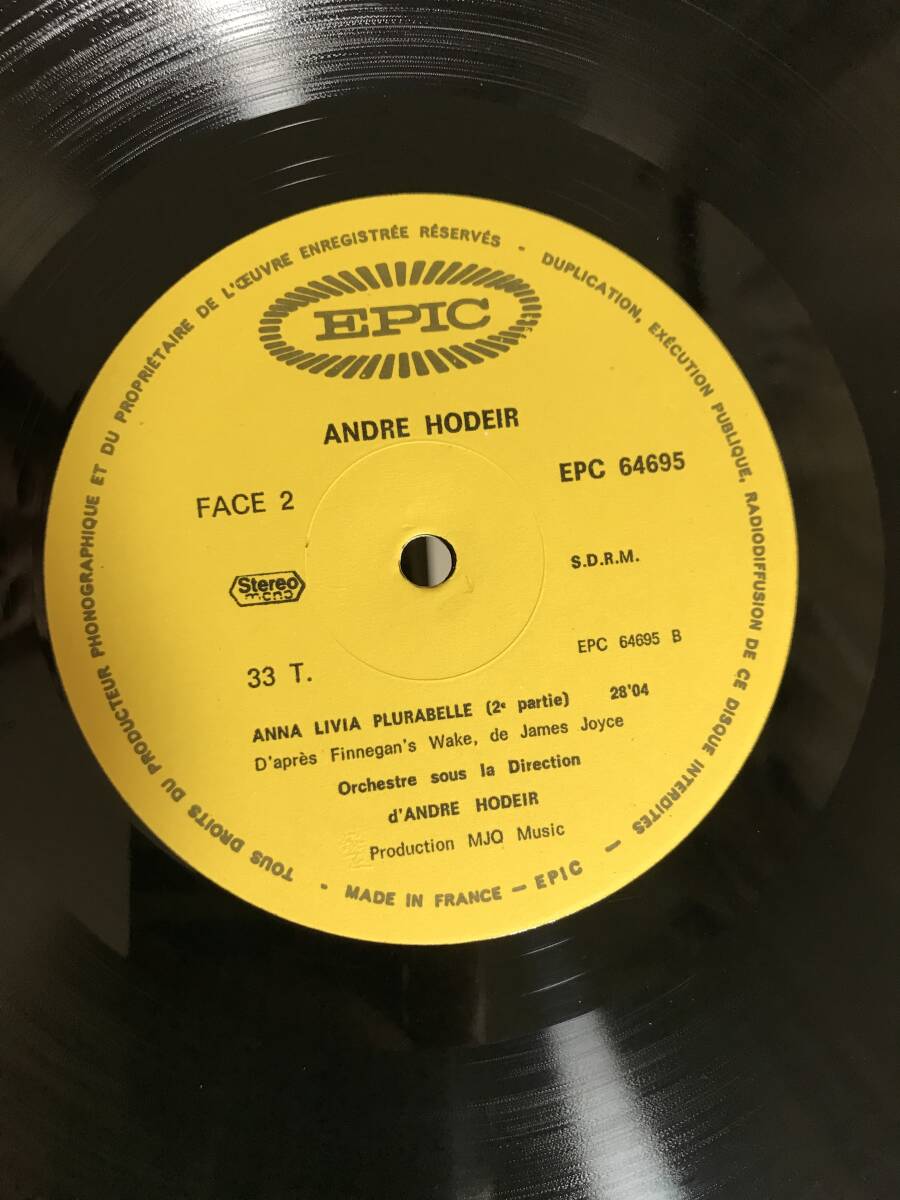 TOUS DROITS DU PRODUCTEUR PHONOGRAPHIQUE ET DU PROPRIÉTAIRE DE L'ŒUVRE ENREGISTRÉE RÉSERVÉS · DUPLICATION, EXÉCUTION PUBLIQUE, RADIODIFFUSION DE CE DISQUE INTERDITES
EPIC
ANDRE HODEIR
FACE 2
EPC 64695
Stereo
mono
S.D.R.M.
33 T.
EPC 64695 B
ANNA LIVIA PLURABELLE (2e partie) 28'04
D'après Finnegan's Wake, de James Joyce
Orchestre sous la Direction
d'ANDRE HODEIR
Production MJQ Music
· MADE IN FRANCE — EPIC —